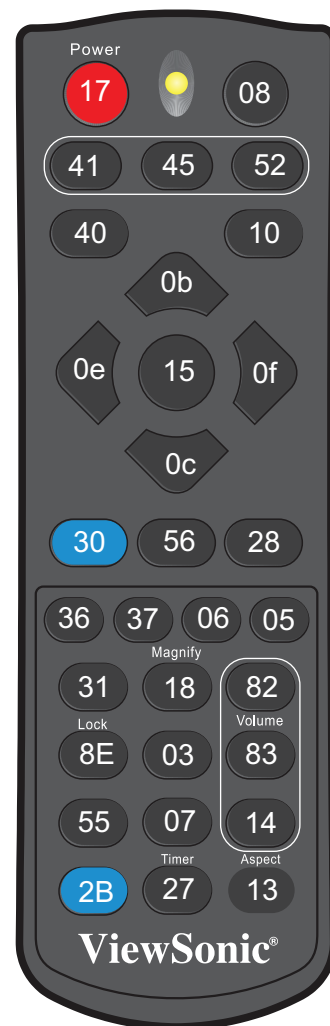 Power
17 08
41 45 52
40 10
0b
0e 15 0f
0c
30 56 28
36 37 06 05
Magnify
31 18 82
Lock Volume
8E 03 83
55 07 14
Timer Aspect
2B 27 13
ViewSonic®